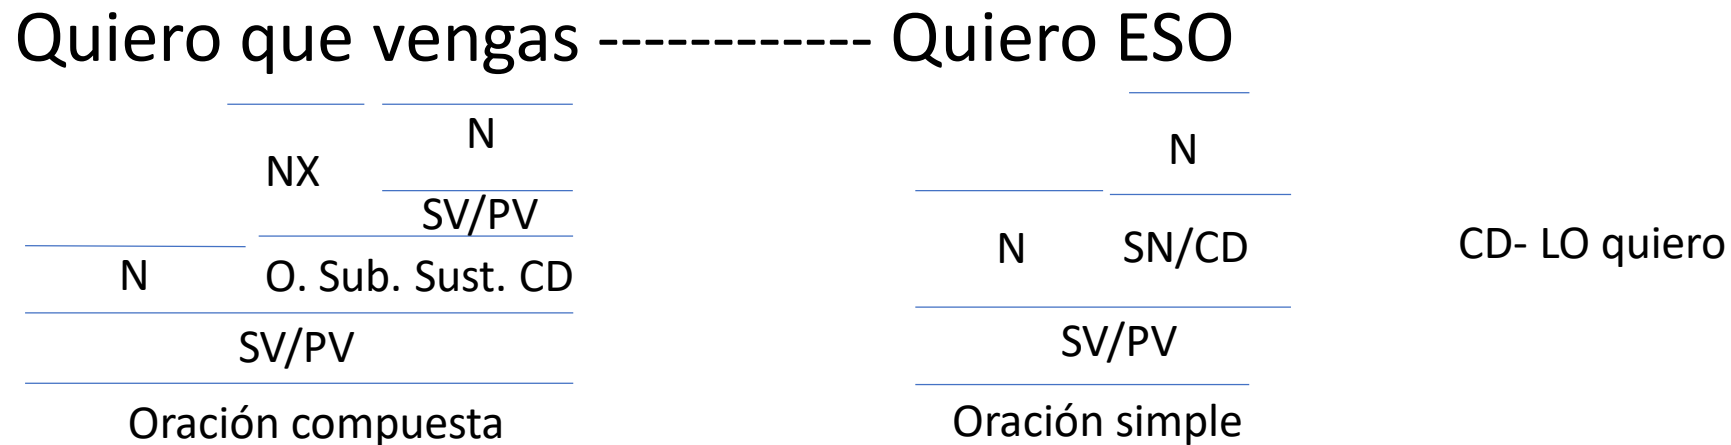 Quiero que vengas ------------ Quiero ESO
N
NX
N
SV/PV
N
SN/CD
CD- LO quiero
N
O. Sub. Sust. CD
SV/PV
SV/PV
Oración compuesta
Oración simple